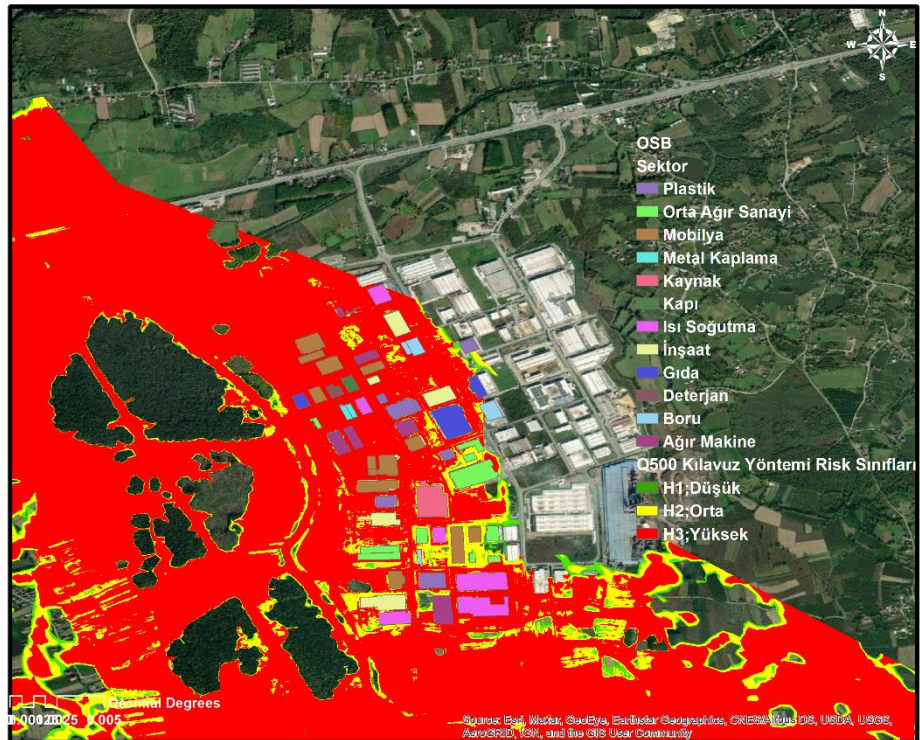 N
W E
S
OSB
Sektor
Plastik
Orta Ağır Sanayi
Mobilya
Metal Kaplama
Kaynak
Kapı
Isı Soğutma
İnşaat
Gıda
Deterjan
Boru
Ağır Makine
Q500 Kılavuz Yöntemi Risk Sınıfları
H1;Düşük
H2;Orta
H3;Yüksek
Decimal Degrees
0.005
Source: Esri, Maxar, GeoEye, Earthstar Geographics, CNES/Airbus DS, USDA, USGS,
AeroGRID, IGN, and the GIS User Community